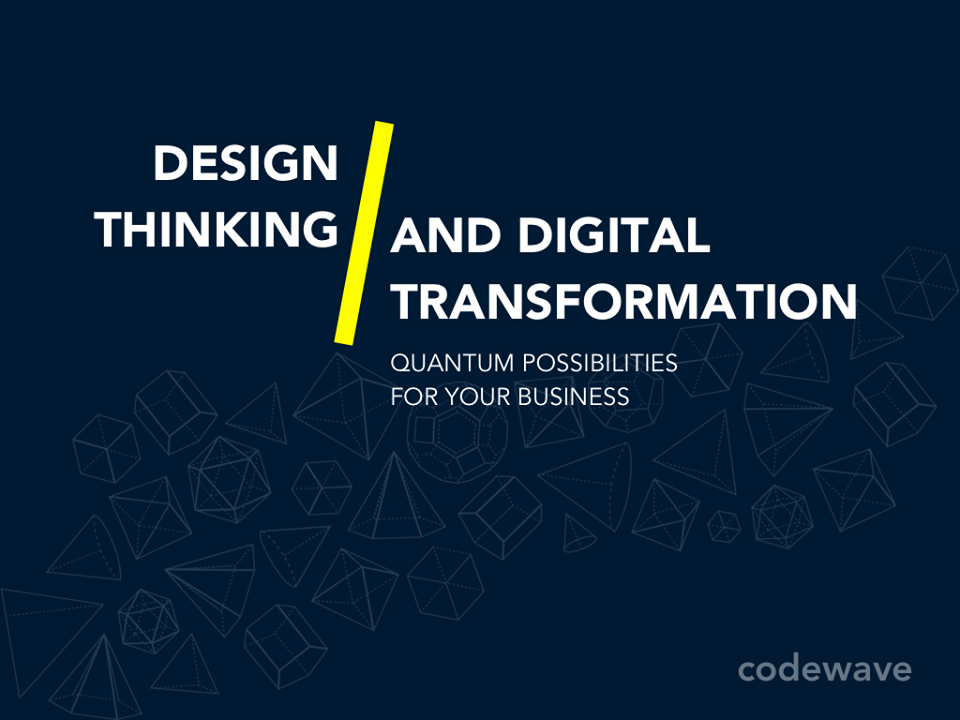 DESIGN
THINKING
AND DIGITAL
TRANSFORMATION
QUANTUM POSSIBILITIES
FOR YOUR BUSINESS
codewave